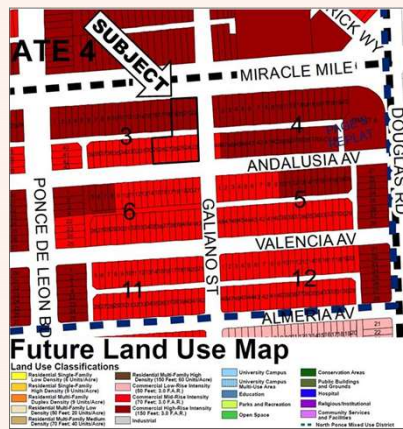 ATE 4
SUBJECT
RICK WY
MIRACLE MILE
3
4
DOUGLAS RD
REPLAT
ANDALUSIA AV
PONCE DE LEON BD
6
GALIANO ST
5
VALENCIA AV
11
12
ALMERIA AV
21
22
Future Land Use Map
Land Use Classifications
Residential Single-Family
Low Density (6 Units/Acre)
Residential Single-Family
High Density (9 Units/Acre)
Residential Multi-Family
Duplex Density (9 Units/Acre)
Residential Multi-Family Low
Density (50 Feet; 20 Units/Acre)
Residential Multi-Family Medium
Density (70 Feet; 40 Units/Acre)
Residential Multi-Family High
Density (150 Feet; 60 Units/Acre)
Commercial Low-Rise Intensity
(50 Feet; 3.0 F.A.R.)
Commercial Mid-Rise Intensity
(70 Feet; 3.0 F.A.R.)
Commercial High-Rise Intensity
(150 Feet; 3.0 F.A.R.)
Industrial
University Campus
University Campus
Multi-Use Area
Education
Parks and Recreation
Open Space
Conservation Areas
Public Buildings
and Grounds
Hospital
Religious/Institutional
Community Services
and Facilities
North Ponce Mixed Use District